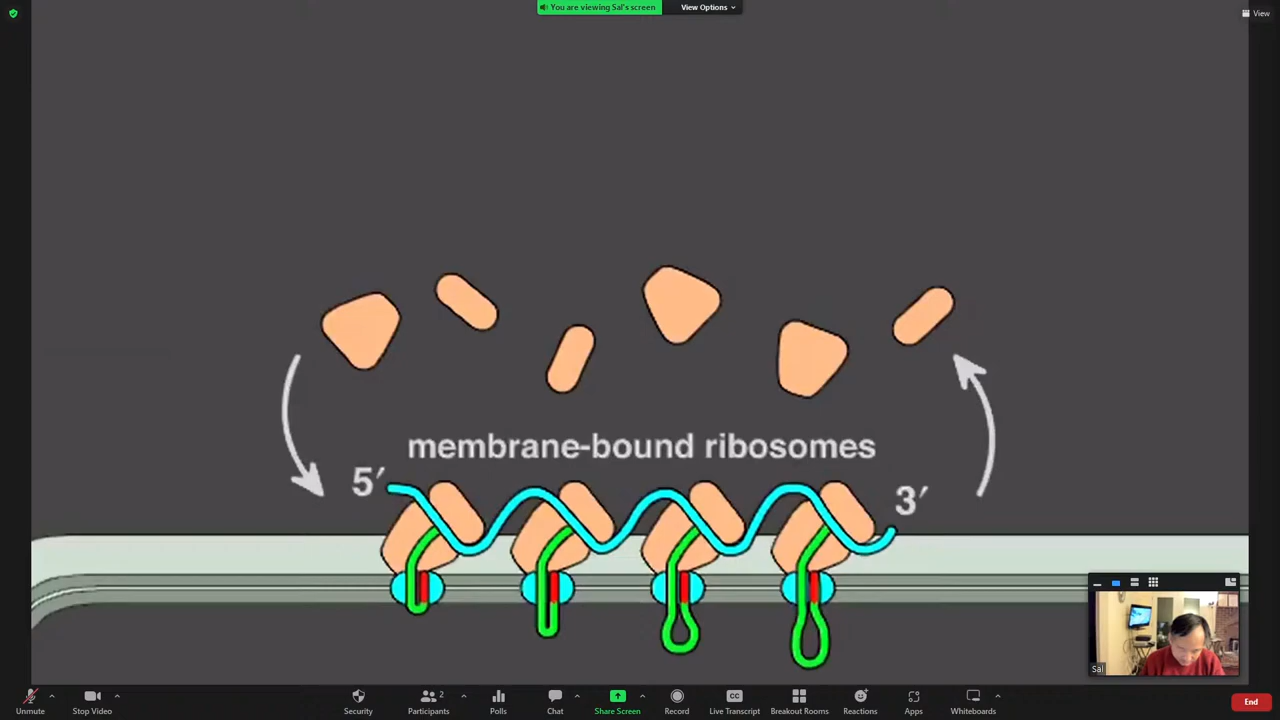 You are viewing Sal's screen
View Options
View
membrane-bound ribosomes
5′
3′
Sal
Unmute
Stop Video
Security
Participants
2
Polls
Chat
Share Screen
Record
CC
Live Transcript
Breakout Rooms
Reactions
Apps
Whiteboards
End